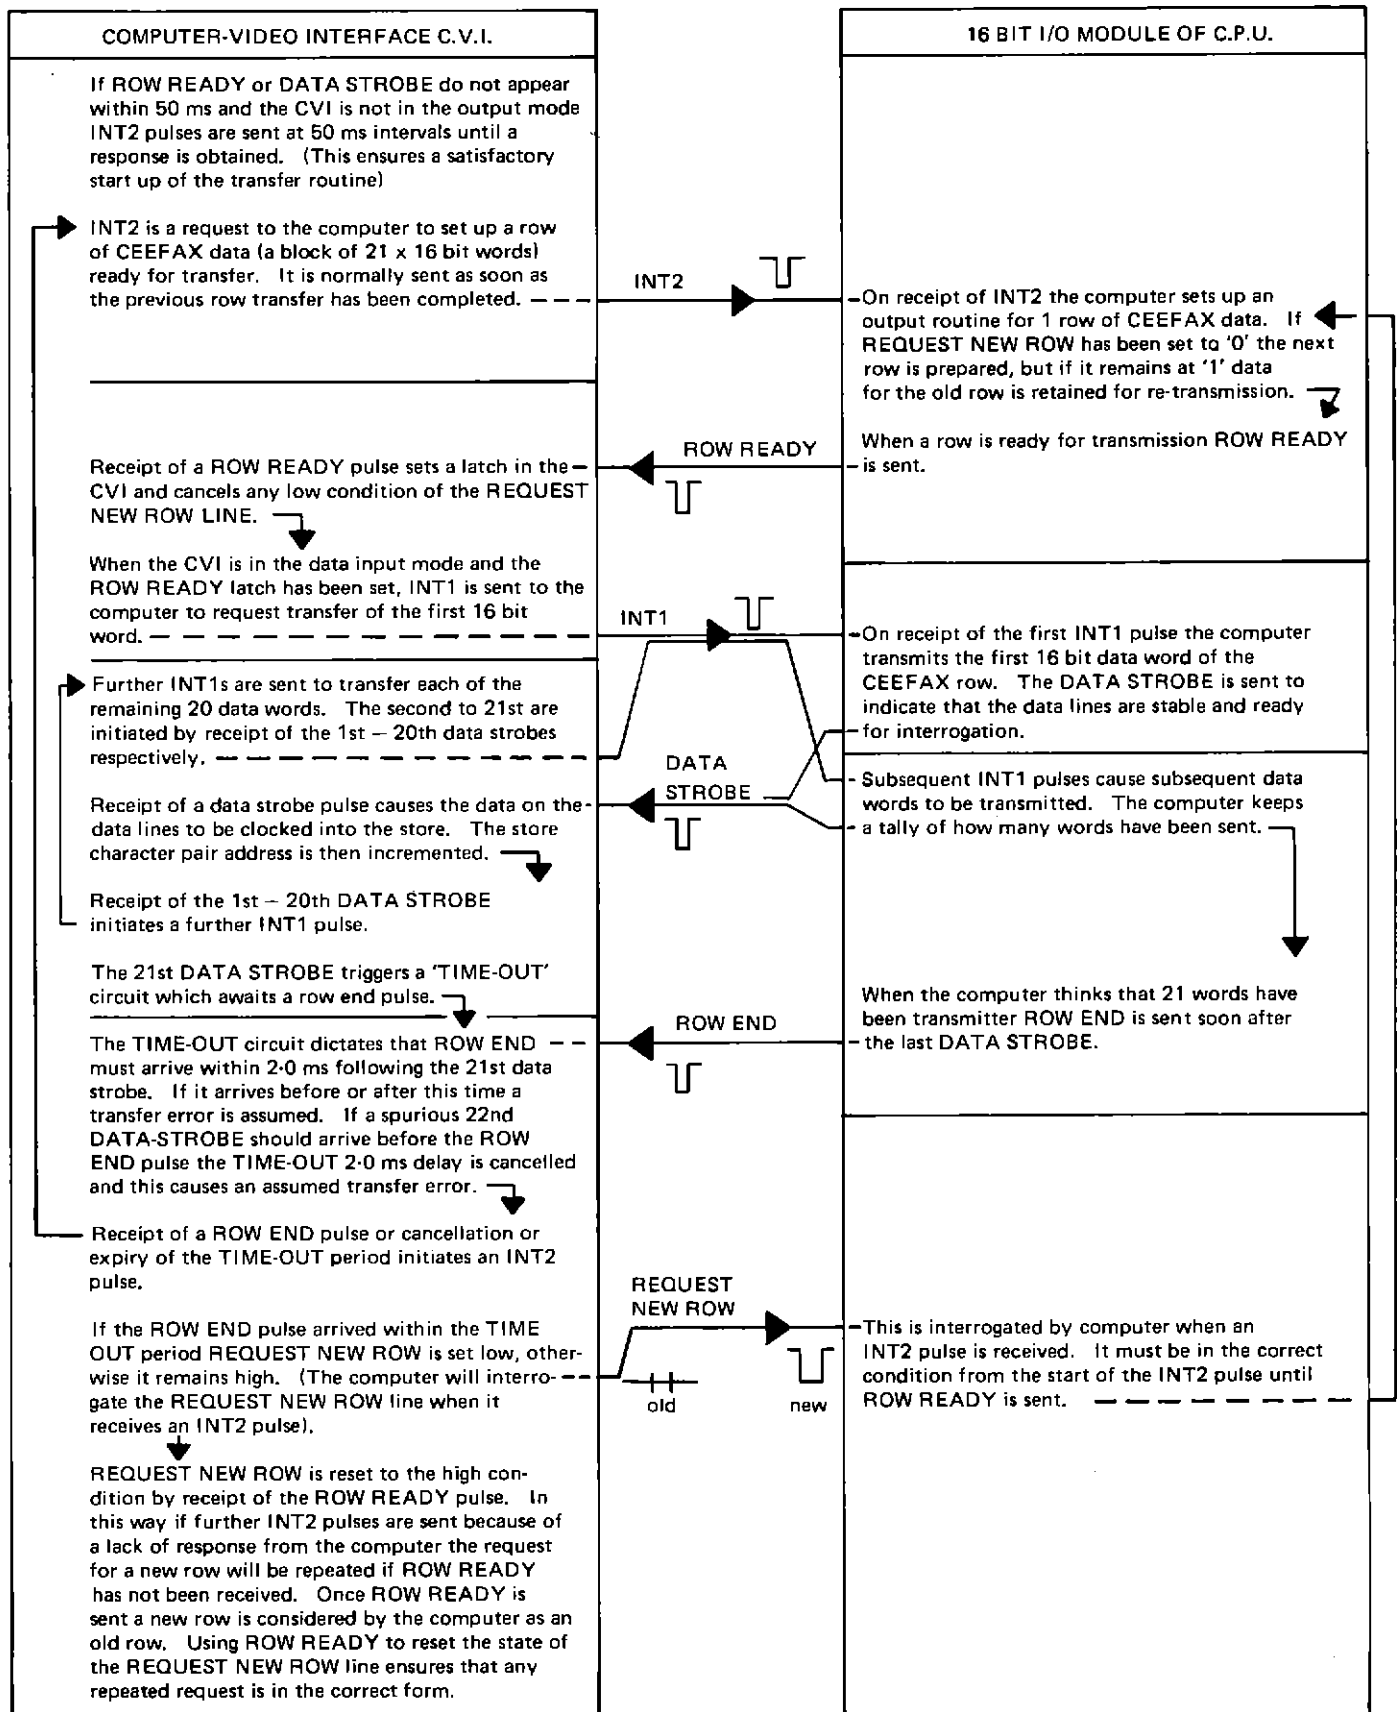 COMPUTER-VIDEO INTERFACE C.V.I.
If ROW READY or DATA STROBE do not appear
within 50 ms and the CVI is not in the output mode
INT2 pulses are sent at 50 ms intervals until a
response is obtained. (This ensures a satisfactory
start up of the transfer routine)
INT2 is a request to the computer to set up a row
of CEEFAX data (a block of 21 x 16 bit words)
ready for transfer. It is normally sent as soon as
the previous row transfer has been completed.
Receipt of a ROW READY pulse sets a latch in the
CVI and cancels any low condition of the REQUEST
NEW ROW LINE.
When the CVI is in the data input mode and the
ROW READY latch has been set, INT1 is sent to the
computer to request transfer of the first 16 bit
word.
Further INT1s are sent to transfer each of the
remaining 20 data words. The second to 21st are
initiated by receipt of the 1st – 20th data strobes
respectively.
Receipt of a data strobe pulse causes the data on the
data lines to be clocked into the store. The store
character pair address is then incremented.
Receipt of the 1st – 20th DATA STROBE
initiates a further INT1 pulse.
The 21st DATA STROBE triggers a 'TIME-OUT'
circuit which awaits a row end pulse.
The TIME-OUT circuit dictates that ROW END
must arrive within 2·0 ms following the 21st data
strobe. If it arrives before or after this time a
transfer error is assumed. If a spurious 22nd
DATA-STROBE should arrive before the ROW
END pulse the TIME-OUT 2·0 ms delay is cancelled
and this causes an assumed transfer error.
Receipt of a ROW END pulse or cancellation or
expiry of the TIME-OUT period initiates an INT2
pulse.
If the ROW END pulse arrived within the TIME
OUT period REQUEST NEW ROW is set low, other-
wise it remains high. (The computer will interro-
gate the REQUEST NEW ROW line when it
receives an INT2 pulse).
REQUEST NEW ROW is reset to the high con-
dition by receipt of the ROW READY pulse. In
this way if further INT2 pulses are sent because of
a lack of response from the computer the request
for a new row will be repeated if ROW READY
has not been received. Once ROW READY is
sent a new row is considered by the computer as an
old row. Using ROW READY to reset the state of
the REQUEST NEW ROW line ensures that any
repeated request is in the correct form.
INT2
ROW READY
INT1
DATA
STROBE
ROW END
REQUEST
NEW ROW
old
new
16 BIT I/O MODULE OF C.P.U.
On receipt of INT2 the computer sets up an
output routine for 1 row of CEEFAX data. If
REQUEST NEW ROW has been set to '0' the next
row is prepared, but if it remains at '1' data
for the old row is retained for re-transmission.
When a row is ready for transmission ROW READY
is sent.
On receipt of the first INT1 pulse the computer
transmits the first 16 bit data word of the
CEEFAX row. The DATA STROBE is sent to
indicate that the data lines are stable and ready
for interrogation.
Subsequent INT1 pulses cause subsequent data
words to be transmitted. The computer keeps
a tally of how many words have been sent.
When the computer thinks that 21 words have
been transmitter ROW END is sent soon after
the last DATA STROBE.
This is interrogated by computer when an
INT2 pulse is received. It must be in the correct
condition from the start of the INT2 pulse until
ROW READY is sent.